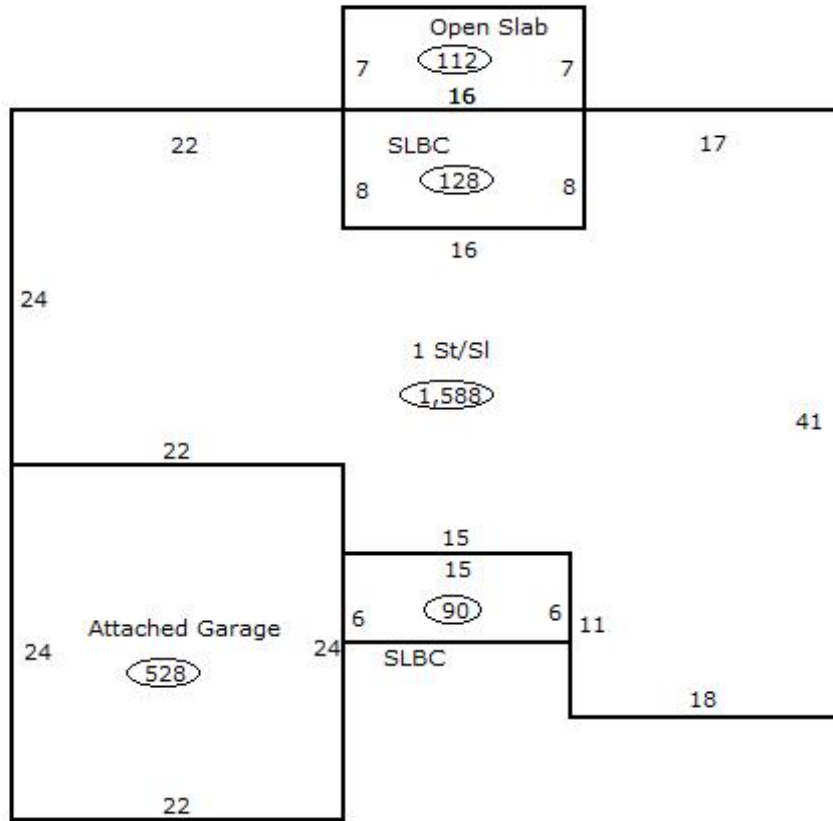 Open Slab
112
7 7
16
22 SLBC 17
128
8 8
16
24
1 St/Sl
1,588
41
22
15
15
90
6 6 11
Attached Garage
24 24 SLBC
528
18
22